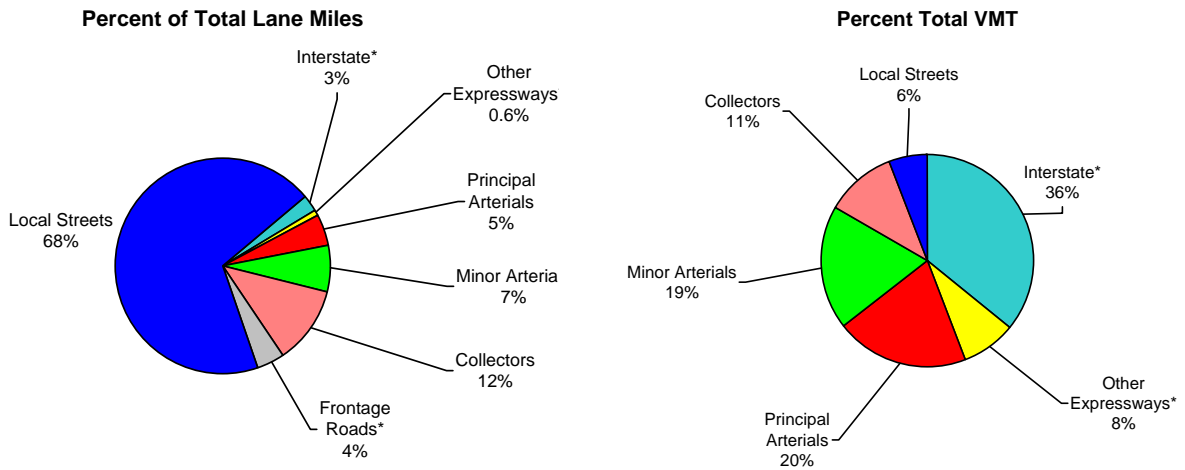 Percent of Total Lane Miles
Interstate*
3%
Other
Expressways
0.6%
Principal
Arterials
5%
Minor Arteria
7%
Collectors
12%
Frontage
Roads*
4%
Local Streets
68%
Percent Total VMT
Local Streets
6%
Interstate*
36%
Other
Expressways*
8%
Principal
Arterials
20%
Minor Arterials
19%
Collectors
11%